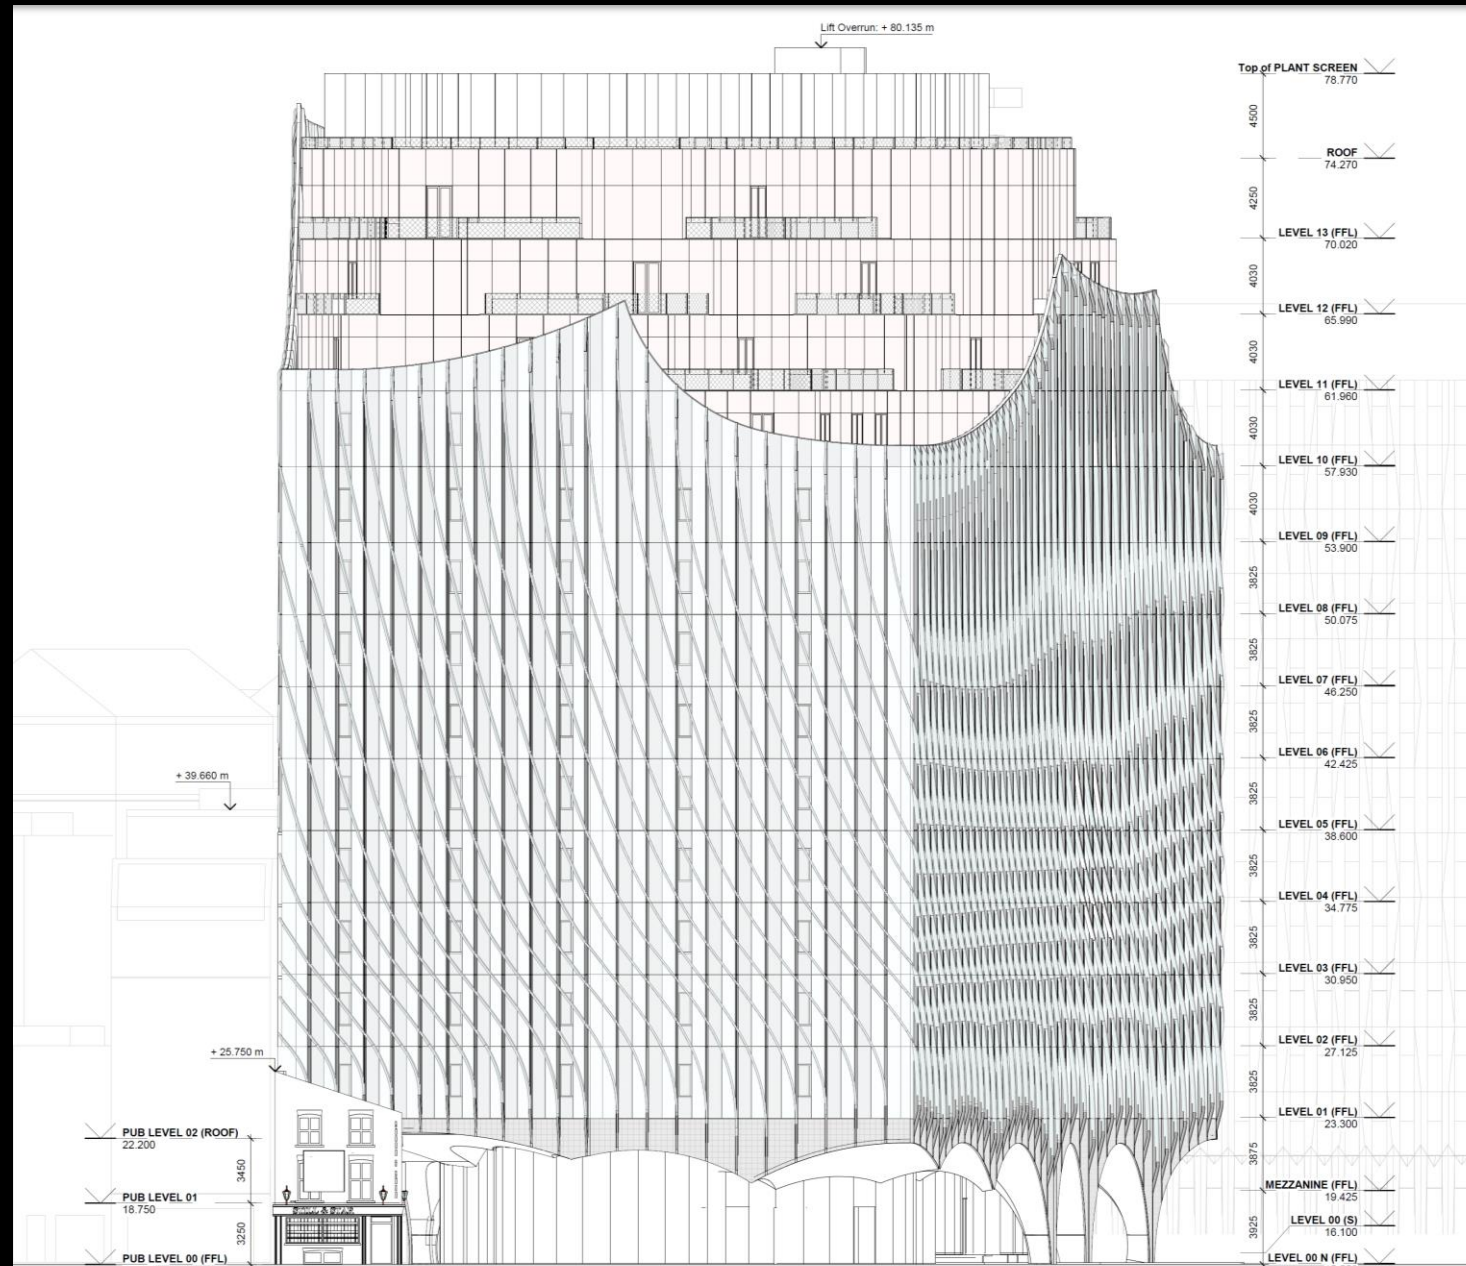 Lift Overrun: + 80.135 m
Top of PLANT SCREEN
78.770
4500
ROOF
74.270
4250
LEVEL 13 (FFL)
70.020
4030
LEVEL 12 (FFL)
65.990
4030
LEVEL 11 (FFL)
61.960
4030
LEVEL 10 (FFL)
57.930
4030
LEVEL 09 (FFL)
53.900
3825
LEVEL 08 (FFL)
50.075
3825
LEVEL 07 (FFL)
46.250
3825
LEVEL 06 (FFL)
42.425
3825
LEVEL 05 (FFL)
38.600
3825
LEVEL 04 (FFL)
34.775
3825
LEVEL 03 (FFL)
30.950
3825
LEVEL 02 (FFL)
27.125
3825
LEVEL 01 (FFL)
23.300
3875
MEZZANINE (FFL)
19.425
3925
LEVEL 00 (S)
16.100
LEVEL 00 N (FFL)
+ 39.660 m
+ 25.750 m
PUB LEVEL 02 (ROOF)
22.200
3450
PUB LEVEL 01
18.750
3250
PUB LEVEL 00 (FFL)
STILL & STAR